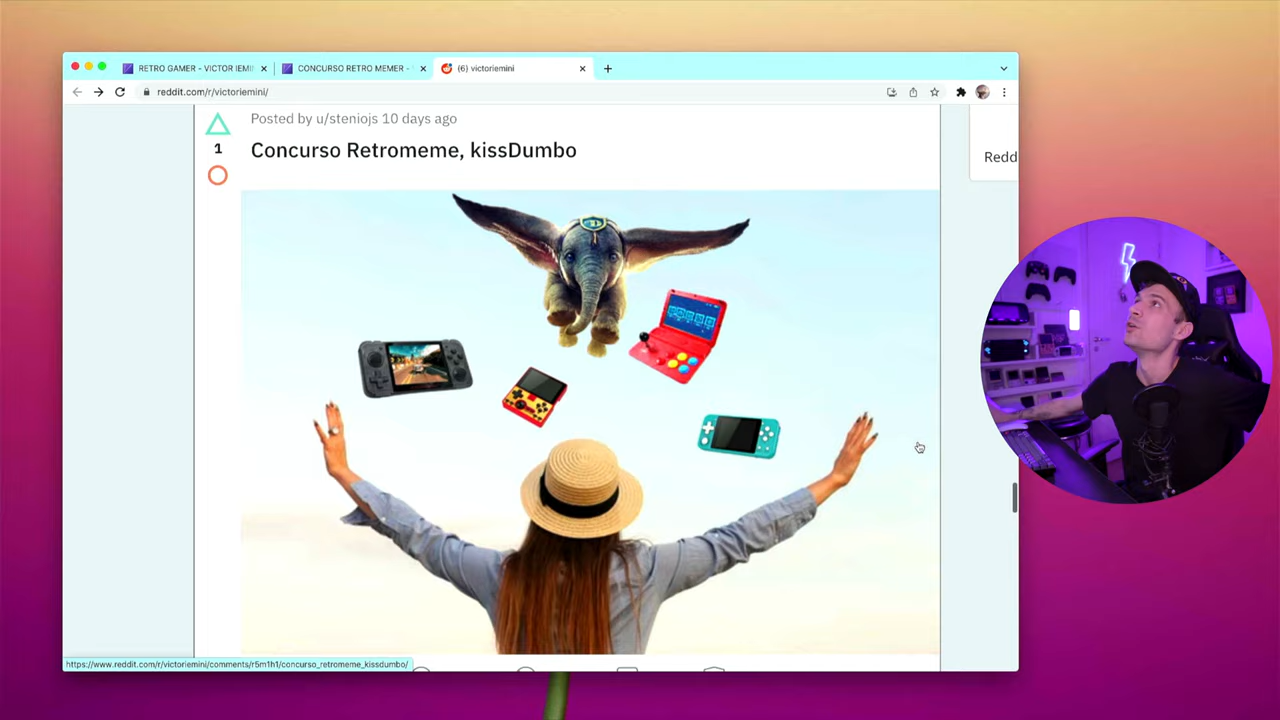 RETRO GAMER - VICTOR IEMI
CONCURSO RETRO MEMER -
(6) victoriemini
reddit.com/r/victoriemini/
Posted by u/steniojs 10 days ago
1
Concurso Retromeme, kissDumbo
Redd
https://www.reddit.com/r/victoriemini/comments/r5m1h1/concurso_retromeme_kissdumbo/